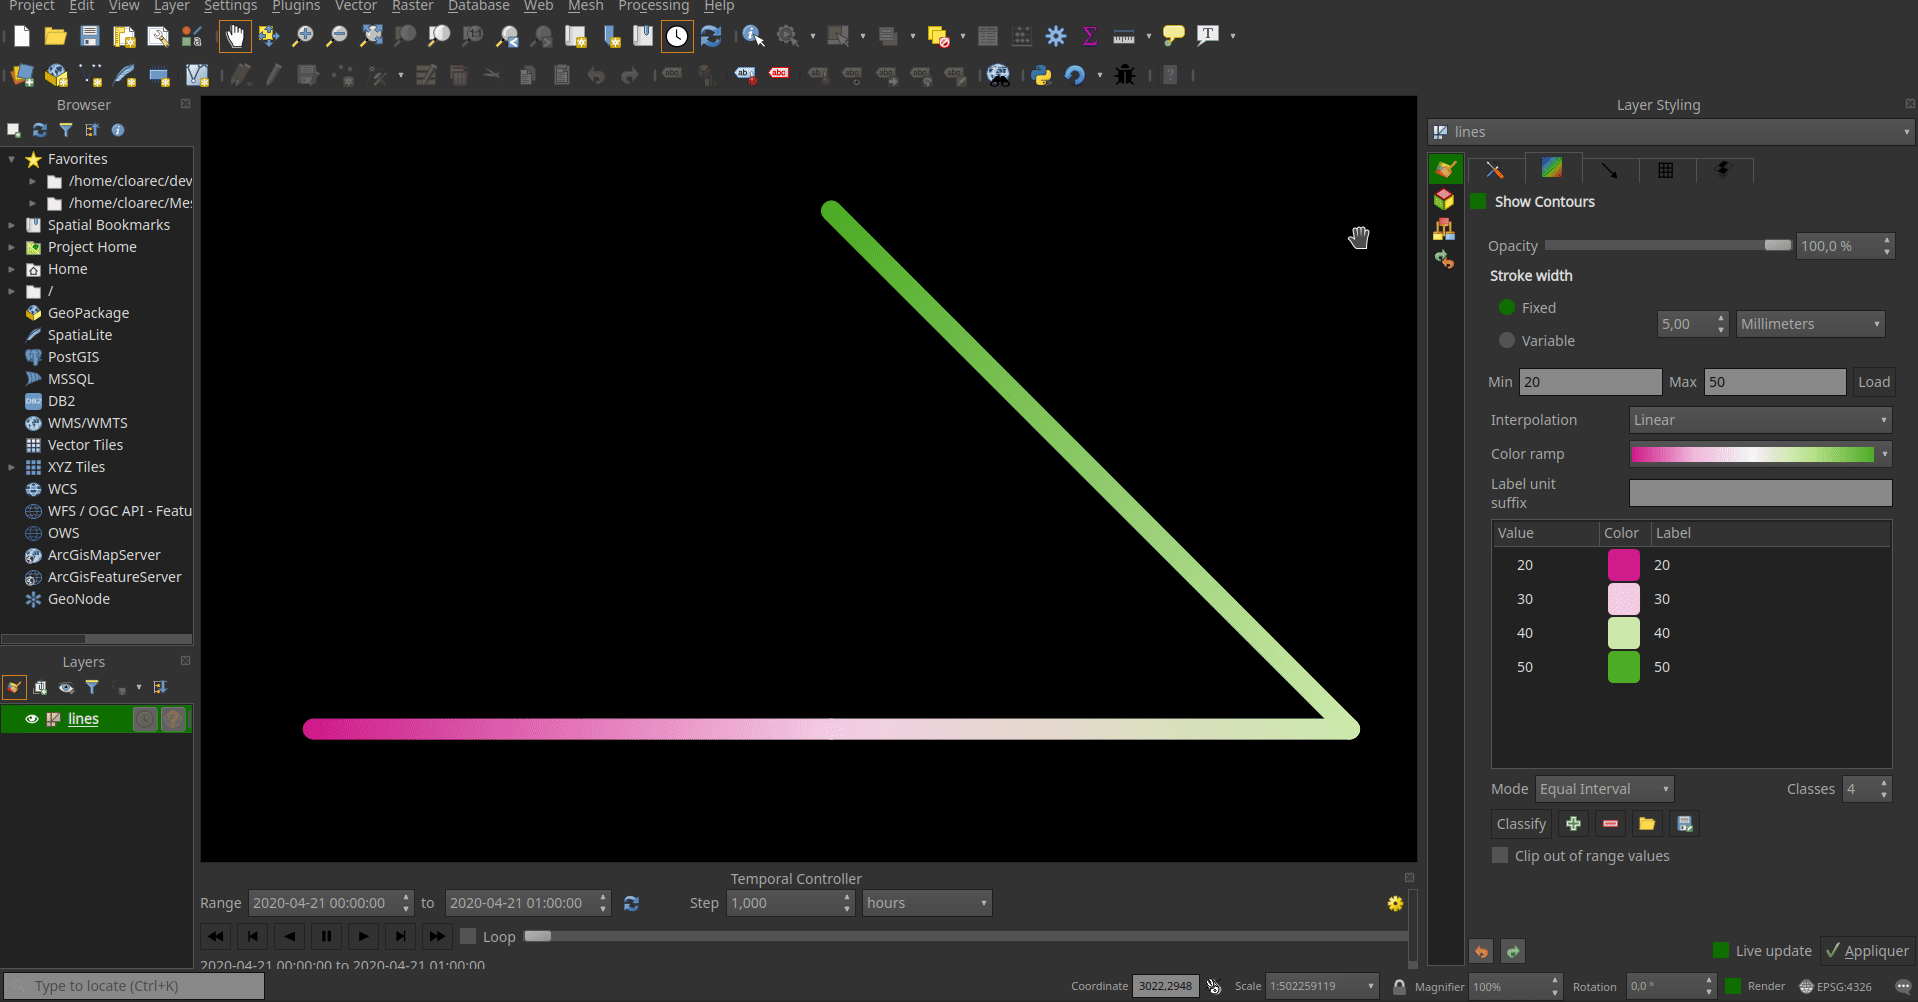 Project Edit View Layer Settings Plugins Vector Raster Database Web Mesh Processing Help
Browser
Favorites
/home/cloarec/dev
/home/cloarec/Me
Spatial Bookmarks
Project Home
Home
/
GeoPackage
SpatiaLite
PostGIS
MSSQL
DB2
WMS/WMTS
Vector Tiles
XYZ Tiles
WCS
WFS / OGC API - Featu
OWS
ArcGisMapServer
ArcGisFeatureServer
GeoNode
Layers
lines
Temporal Controller
Range 2020-04-21 00:00:00 to 2020-04-21 01:00:00 Step 1,000 hours
Loop
2020-04-21 00:00:00 to 2020-04-21 01:00:00
Layer Styling
lines
Show Contours
Opacity 100,0 %
Stroke width
Fixed
5,00 Millimeters
Variable
Min 20 Max 50 Load
Interpolation Linear
Color ramp
Label unit
suffix
Value Color Label
20 20
30 30
40 40
50 50
Mode Equal Interval Classes 4
Classify
Clip out of range values
Live update Appliquer
Type to locate (Ctrl+K) Coordinate 3022,2948 Scale 1:502259119 Magnifier 100% Rotation 0,0 ° Render EPSG:4326